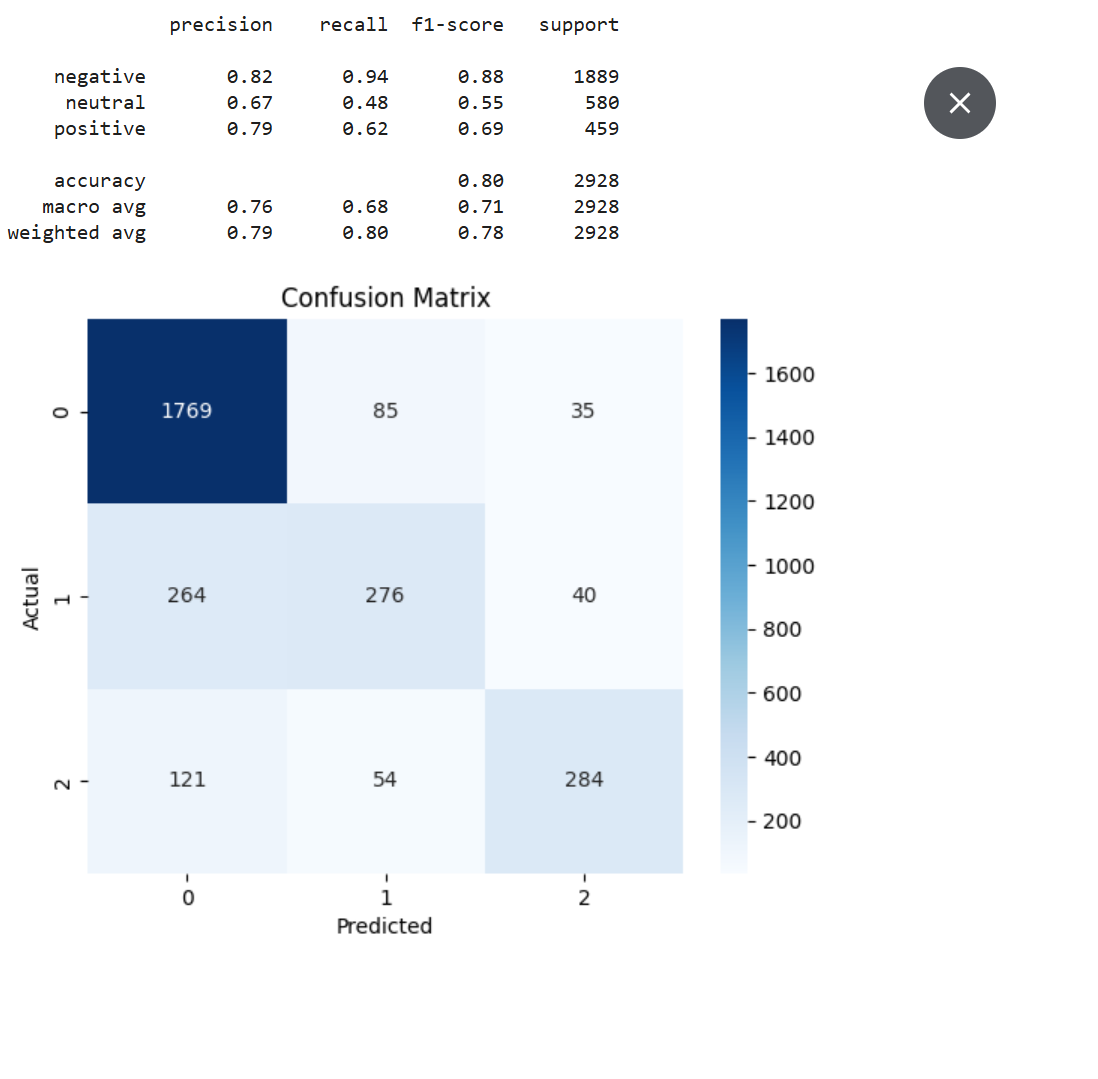 precision recall f1-score support
negative 0.82 0.94 0.88 1889
neutral 0.67 0.48 0.55 580
positive 0.79 0.62 0.69 459
accuracy 0.80 2928
macro avg 0.76 0.68 0.71 2928
weighted avg 0.79 0.80 0.78 2928
Confusion Matrix
0 1769 85 35
1 264 276 40
2 121 54 284
Actual
0 1 2
Predicted
1600
1400
1200
1000
800
600
400
200